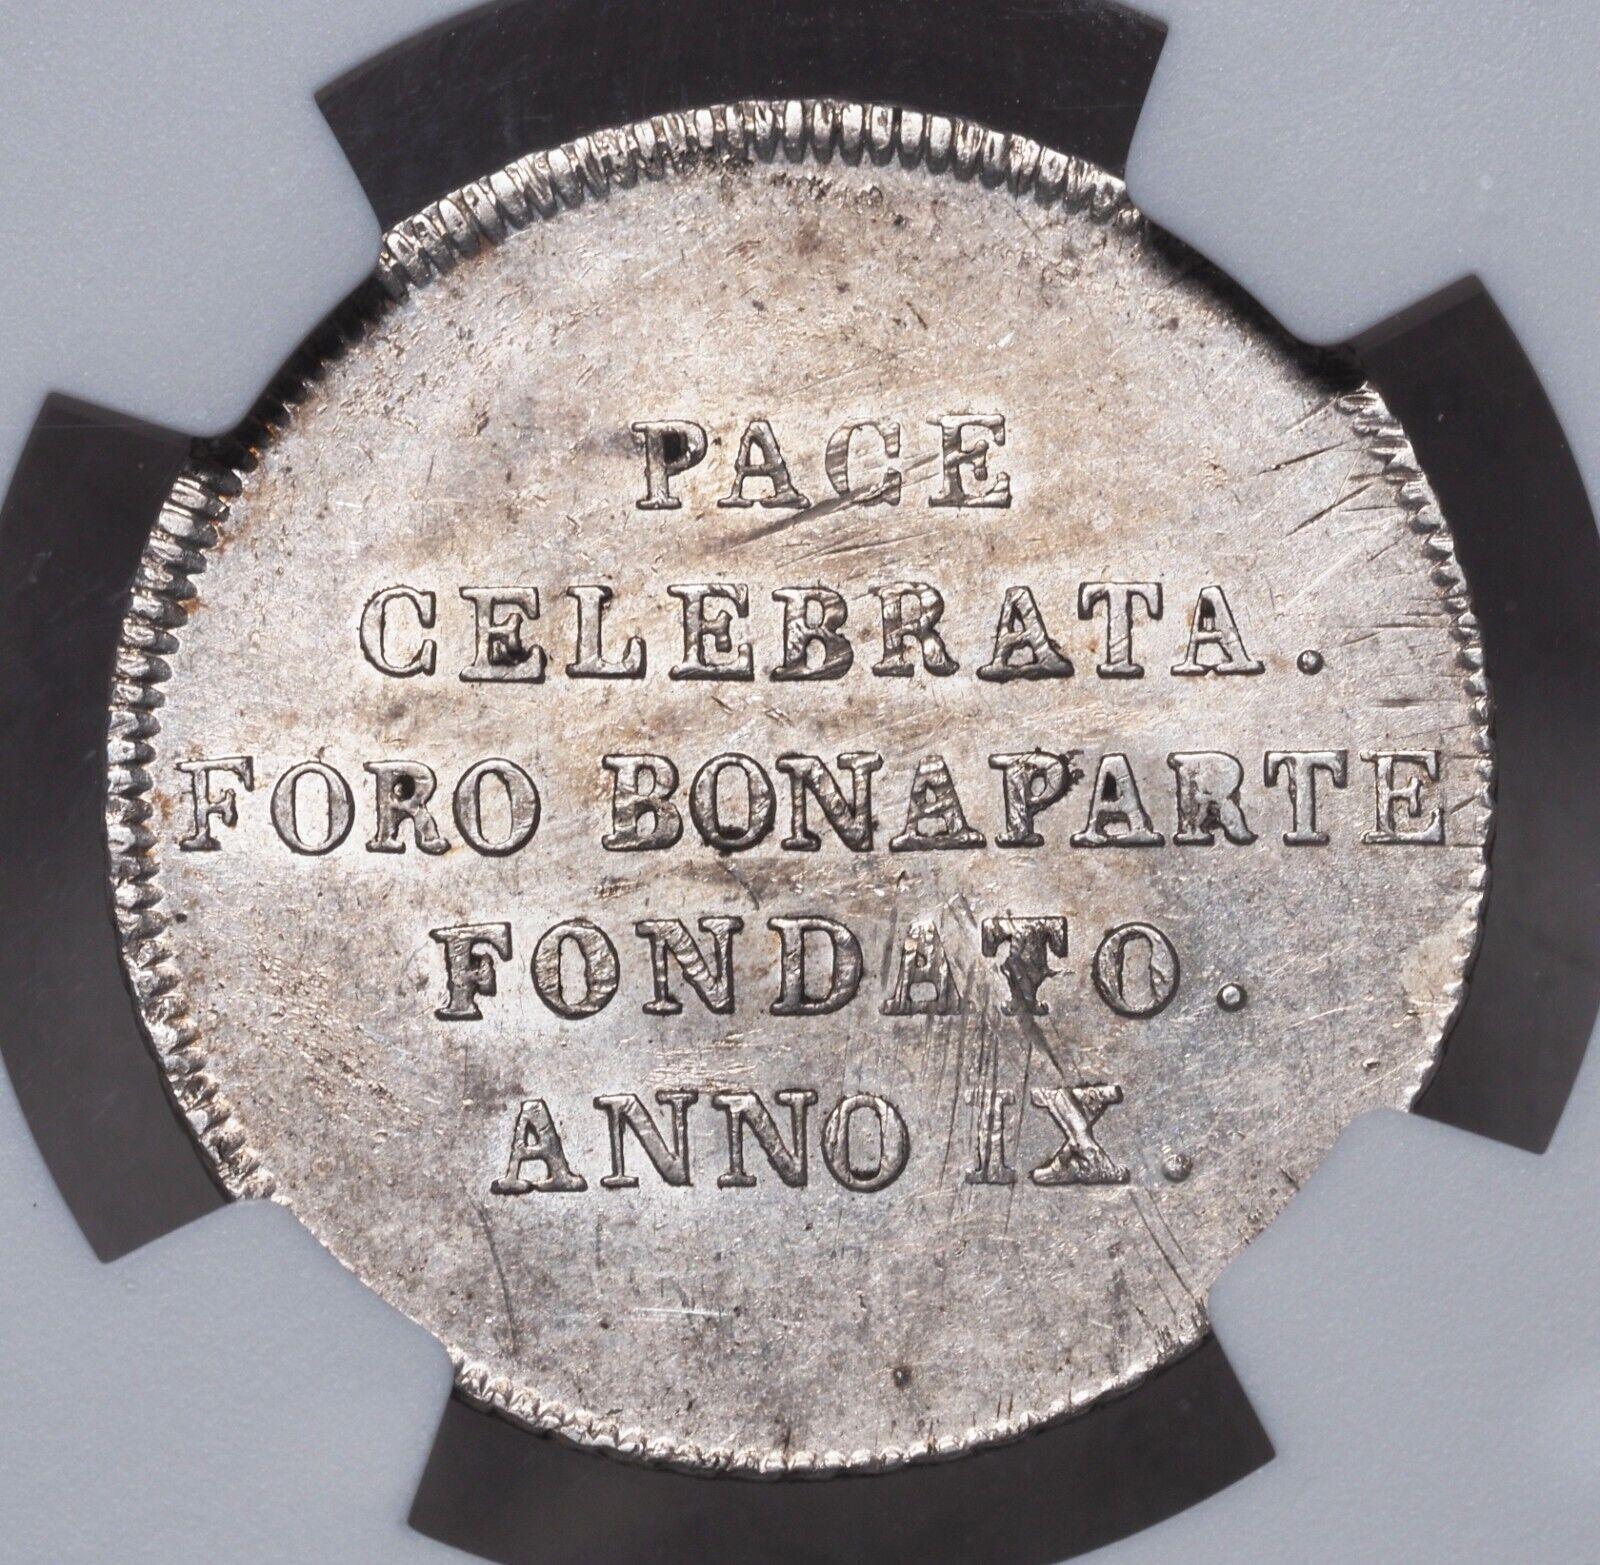 PACE
CELEBRATA.
FORO BONAPARTE
FONDATO.
ANNO IX.